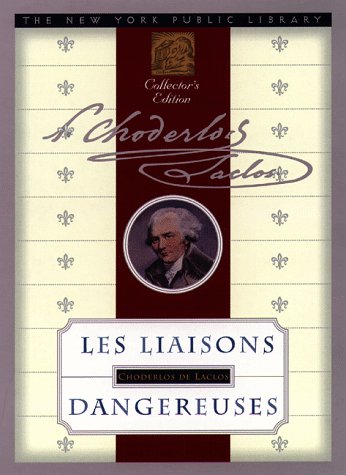 THE NEW YORK PUBLIC LIBRARY
Collector's
Edition
Choderlos
Laclos
LES LIAISONS
CHODERLOS DE LACLOS
DANGEREUSES